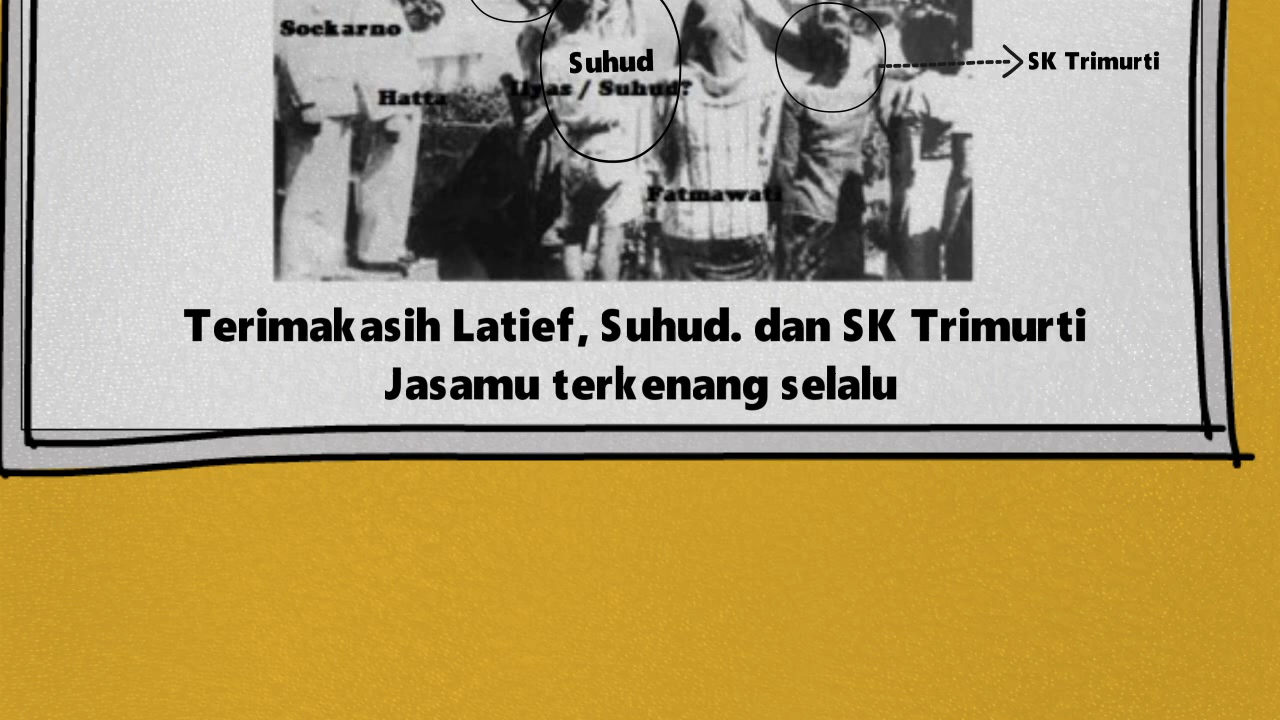 Soekarno
Suhud
SK Trimurti
Ilyas / Suhud?
Hatta
Fatmawati
Terimakasih Latief, Suhud. dan SK Trimurti
Jasamu terkenang selalu